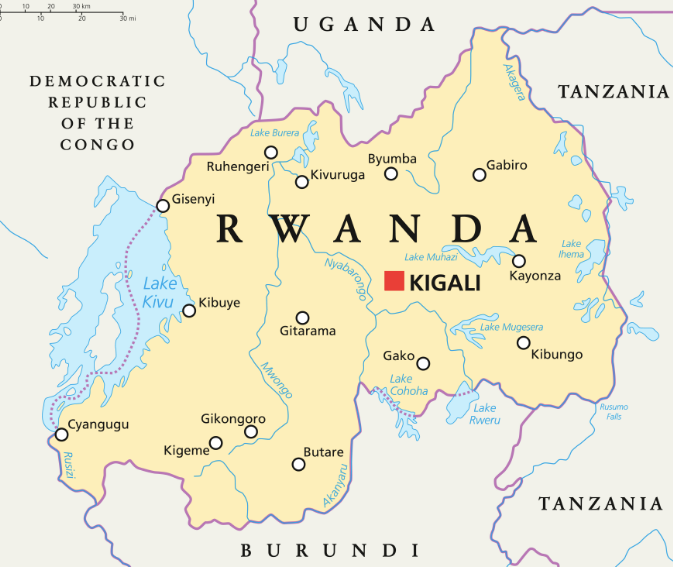 0 10 20 30 km
0 10 20 30 mi
UGANDA
DEMOCRATIC
REPUBLIC
OF THE
CONGO
TANZANIA
Akagera
Lake Burera
Ruhengeri
Kivuruga
Byumba
Gabiro
Gisenyi
RWANDA
Lake
Ihema
Lake Muhazi
Kayonza
Nyabarongo
KIGALI
Lake
Kivu
Kibuye
Gitarama
Lake Mugesera
Kibungo
Gako
Mwongo
Lake
Cohoha
Lake
Rweru
Rusumo
Falls
Cyangugu
Gikongoro
Kigeme
Butare
Rusizi
Akanyaru
TANZANIA
BURUNDI